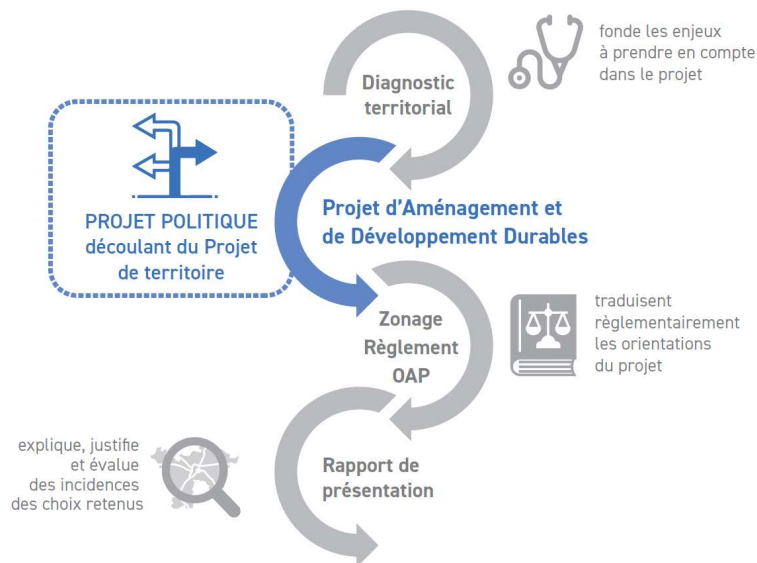 Diagnostic
territorial
fonde les enjeux
à prendre en compte
dans le projet
PROJET POLITIQUE
découlant du Projet
de territoire
Projet d'Aménagement et
de Développement Durables
Zonage
Règlement
OAP
traduisent
règlementairement
les orientations
du projet
explique, justifie
et évalue
des incidences
des choix retenus
Rapport de
présentation